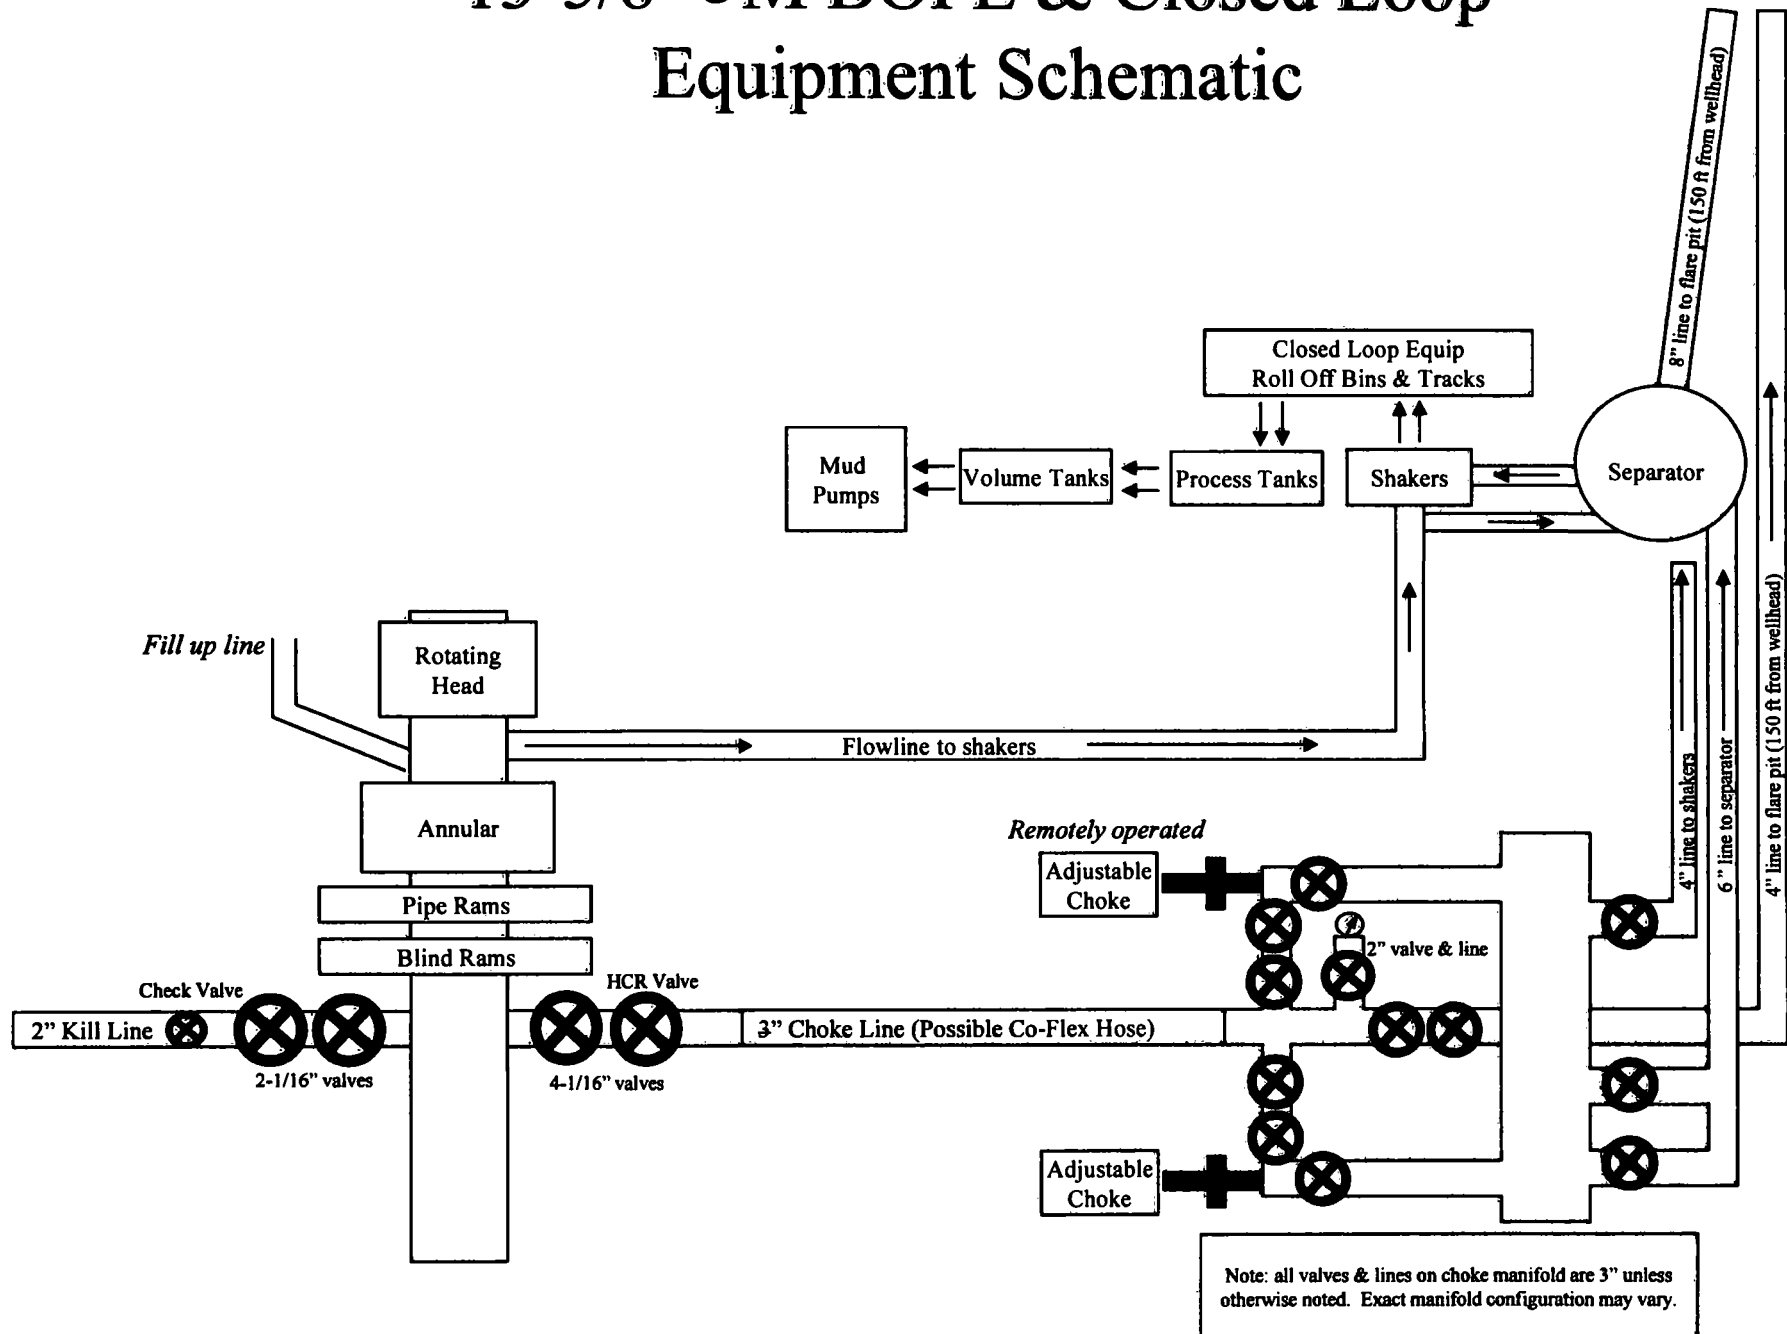 & Closed Loop
Equipment Schematic
8” line to flare pit (150 ft from wellhead)
Closed Loop Equip
Roll Off Bins & Tracks
Mud
Pumps
Volume Tanks
Process Tanks
Shakers
Separator
Fill up line
Rotating
Head
Flowline to shakers
4” line to shakers
6” line to separator
4” line to flare pit (150 ft from wellhead)
Annular
Remotely operated
Adjustable
Choke
Pipe Rams
2” valve & line
Blind Rams
Check Valve
HCR Valve
2” Kill Line
3” Choke Line (Possible Co-Flex Hose)
2-1/16” valves
4-1/16” valves
Adjustable
Choke
Note: all valves & lines on choke manifold are 3” unless
otherwise noted. Exact manifold configuration may vary.